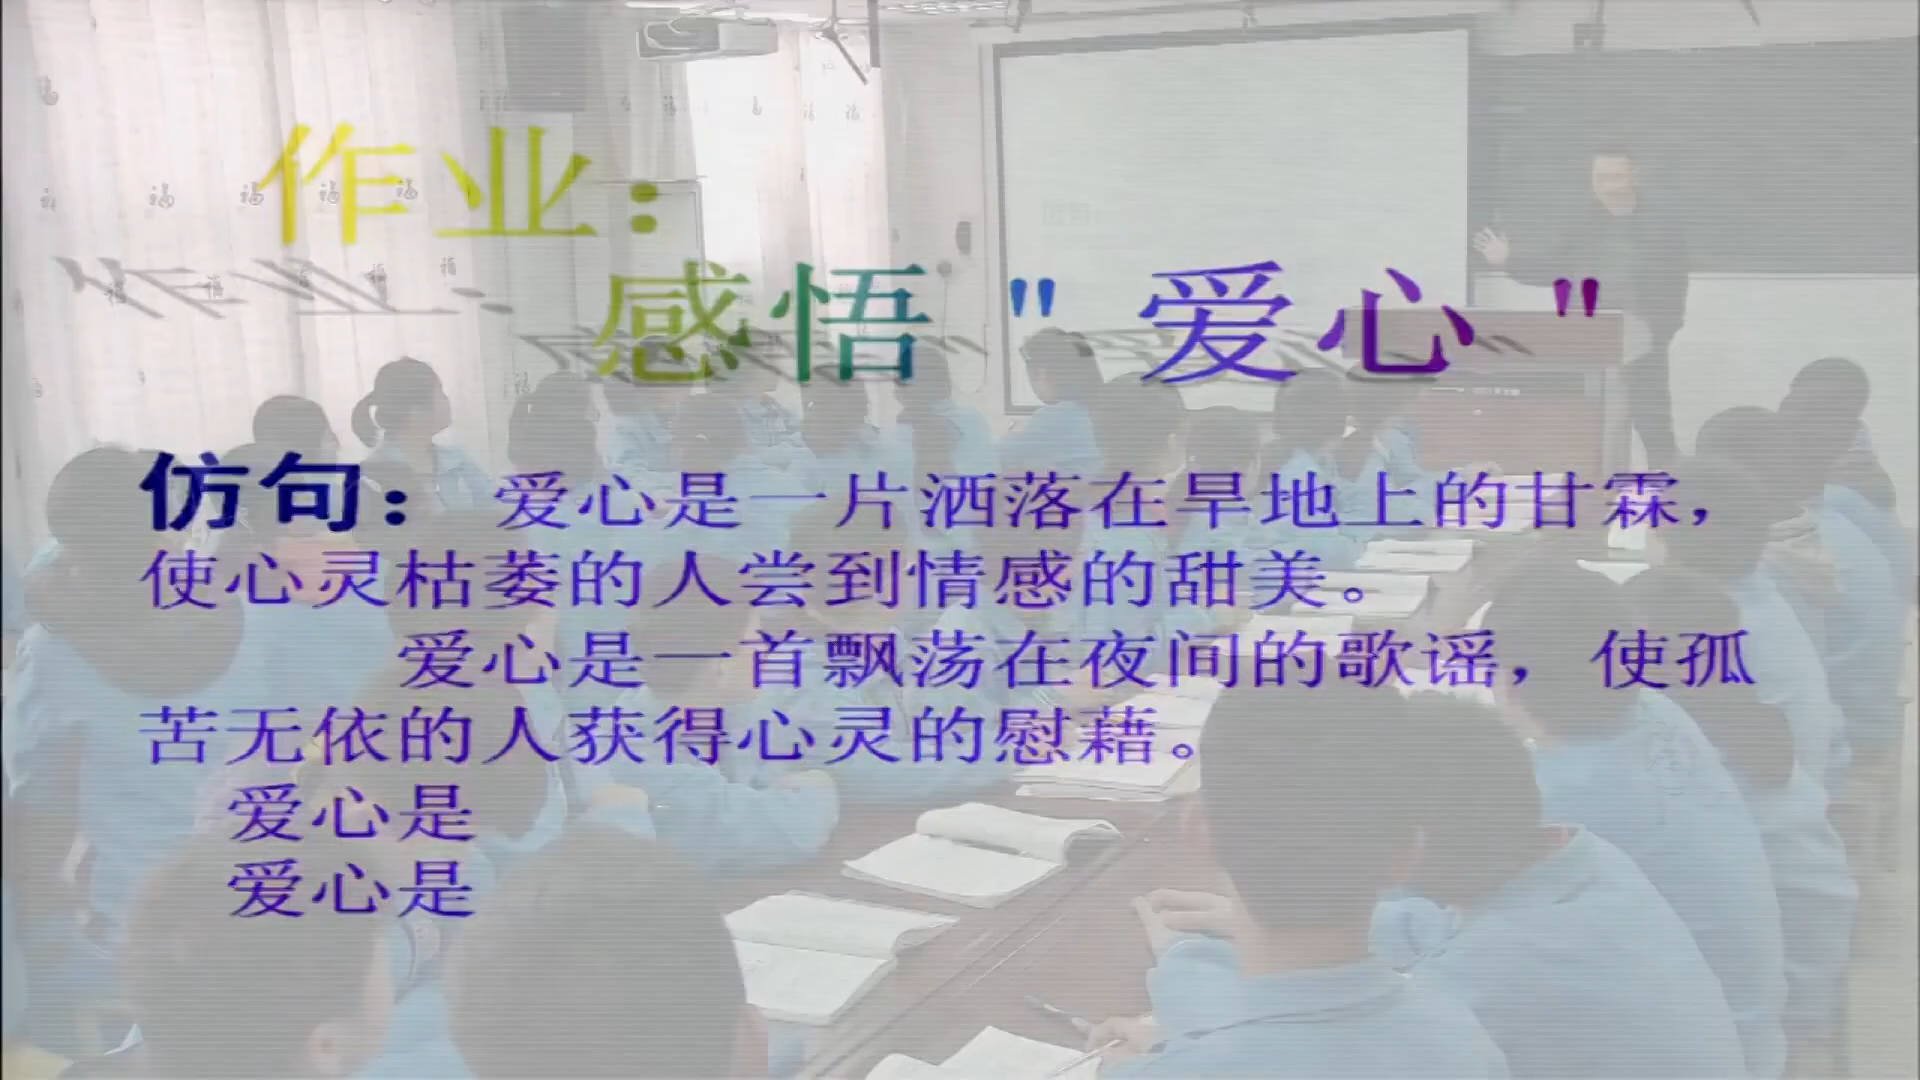 作业：
感悟"爱心"
仿句：爱心是一片洒落在旱地上的甘霖，
使心灵枯萎的人尝到情感的甜美。
爱心是一首飘荡在夜间的歌谣，使孤
苦无依的人获得心灵的慰藉。
爱心是
爱心是